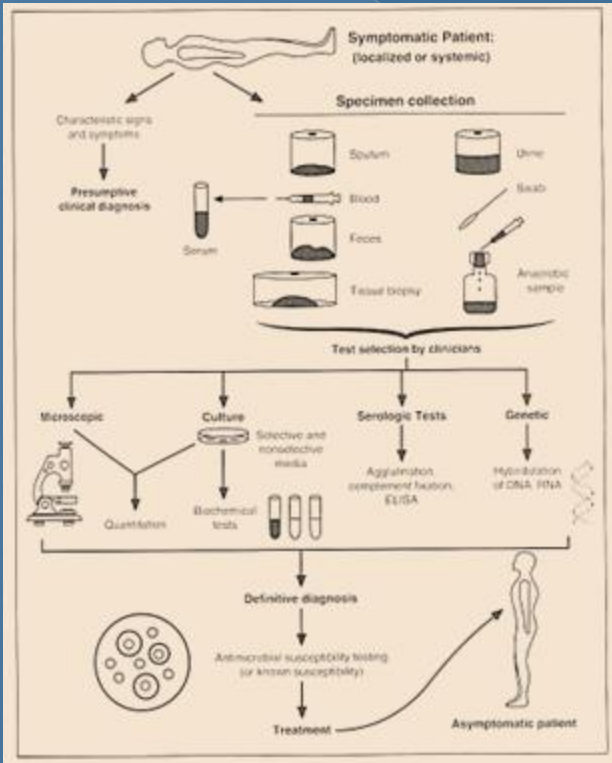 Symptomatic Patient:
(localized or systemic)
Characteristic signs
and symptoms
Presumptive
clinical diagnosis
Specimen collection
Sputum
Urine
Blood
Swab
Serum
Feces
Tissue biopsy
Anaerobic
sample
Test selection by clinicians
Microscopic
Culture
Serologic Tests
Genetic
Selective and
nonselective
media
Agglutination,
complement fixation,
ELISA
Hybridization
of DNA, RNA
Quantitation
Biochemical
tests
Definitive diagnosis
Antimicrobial susceptibility testing
(or known susceptibility)
Treatment
Asymptomatic patient